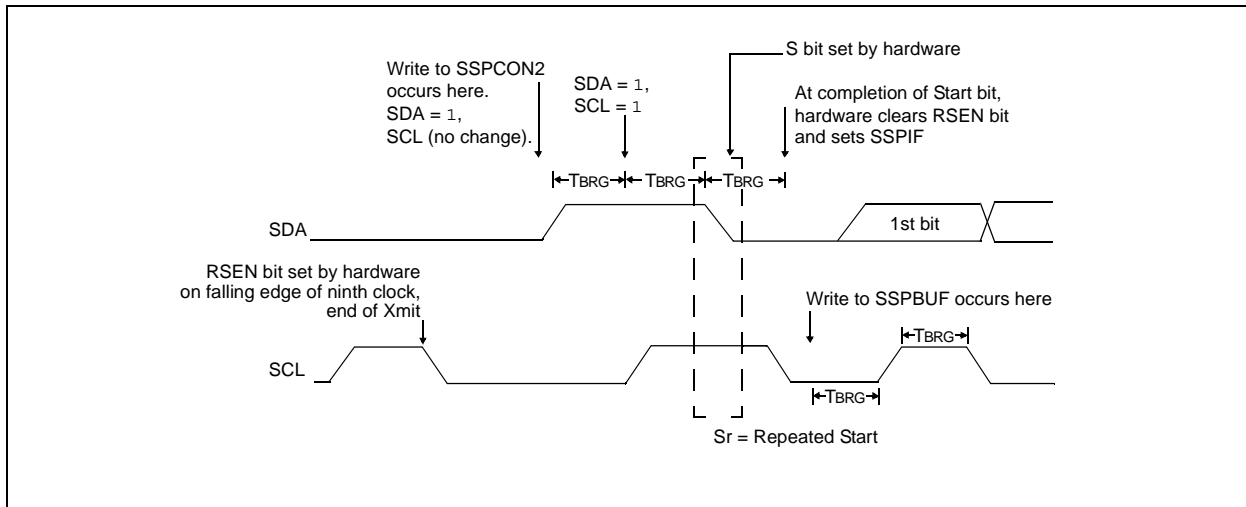 S bit set by hardware
Write to SSPCON2
occurs here.
SDA = 1,
SCL (no change).
SDA = 1,
SCL = 1
At completion of Start bit,
hardware clears RSEN bit
and sets SSPIF
TBRG
TBRG
TBRG
SDA
1st bit
RSEN bit set by hardware
on falling edge of ninth clock,
end of Xmit
Write to SSPBUF occurs here
TBRG
SCL
TBRG
Sr = Repeated Start